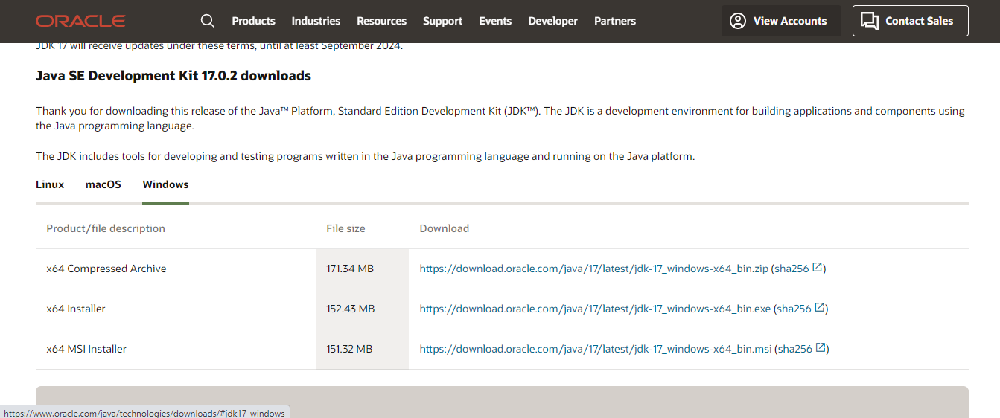 ORACLE Products Industries Resources Support Events Developer Partners View Accounts Contact Sales
JDK 17 will receive updates under these terms, until at least September 2024.
Java SE Development Kit 17.0.2 downloads
Thank you for downloading this release of the Java™ Platform, Standard Edition Development Kit (JDK™). The JDK is a development environment for building applications and components using
the Java programming language.
The JDK includes tools for developing and testing programs written in the Java programming language and running on the Java platform.
Linux macOS Windows
Product/file description File size Download
x64 Compressed Archive 171.34 MB https://download.oracle.com/java/17/latest/jdk-17_windows-x64_bin.zip (sha256)
x64 Installer 152.43 MB https://download.oracle.com/java/17/latest/jdk-17_windows-x64_bin.exe (sha256)
x64 MSI Installer 151.32 MB https://download.oracle.com/java/17/latest/jdk-17_windows-x64_bin.msi (sha256)
https://www.oracle.com/java/technologies/downloads/#jdk17-windows